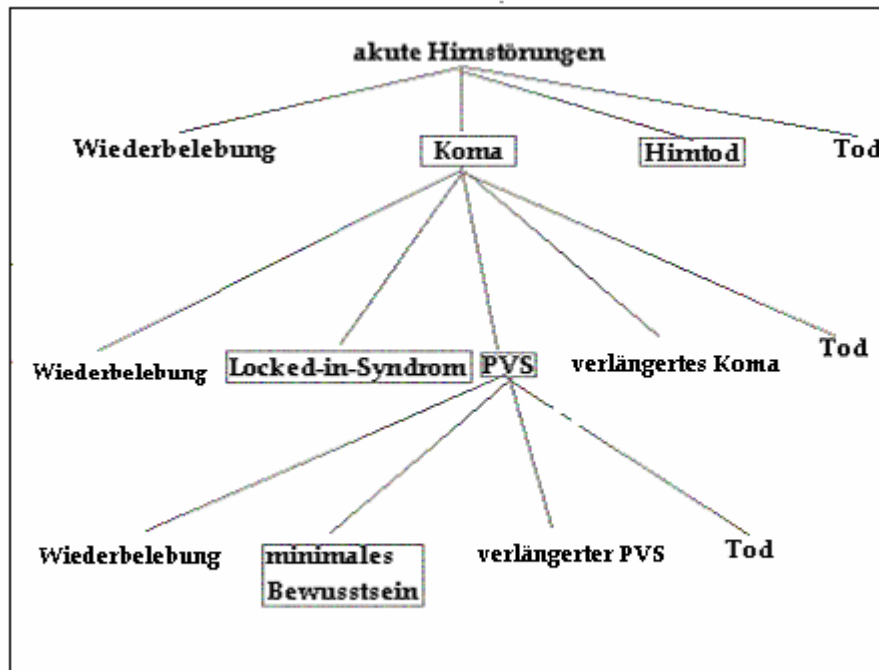 akute Hirnstörungen
Wiederbelebung
Koma
Hirntod
Tod
Wiederbelebung
Locked-in-Syndrom
PVS
verlängertes Koma
Tod
Wiederbelebung
minimales
Bewusstsein
verlängerter PVS
Tod